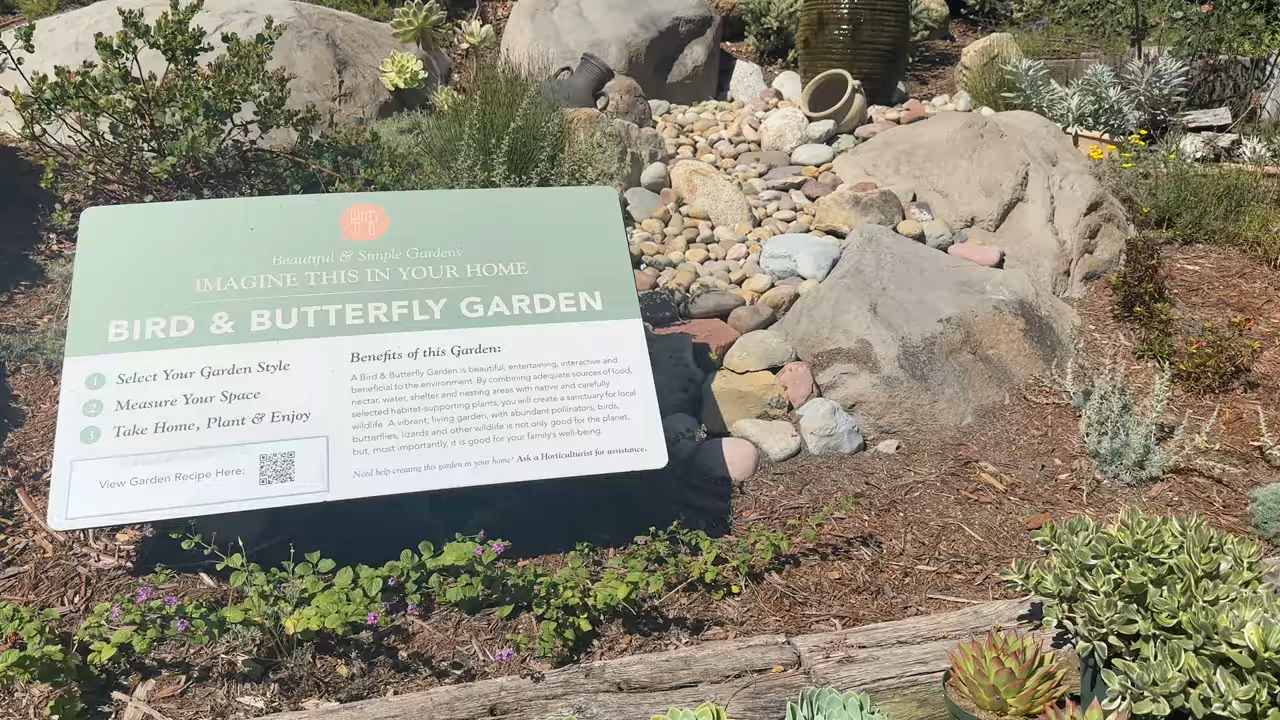 Beautiful & Simple Gardens
IMAGINE THIS IN YOUR HOME
BIRD & BUTTERFLY GARDEN
1 Select Your Garden Style
2 Measure Your Space
3 Take Home, Plant & Enjoy
View Garden Recipe Here:
Benefits of this Garden:
A Bird & Butterfly Garden is beautiful, entertaining, interactive and
beneficial to the environment. By combining adequate sources of food,
nectar, water, shelter and nesting areas with native and carefully
selected habitat-supporting plants, you will create a sanctuary for local
wildlife. A vibrant, living garden, with abundant pollinators, birds,
butterflies, lizards and other wildlife is not only good for the planet,
but, most importantly, it is good for your family's well-being.
Need help creating this garden in your home? Ask a Horticulturist for assistance.